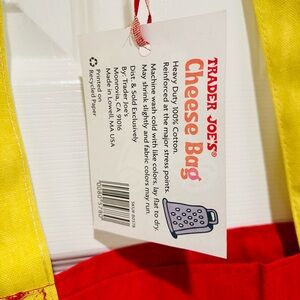 TRADER JOE'S®
Cheese Bag
Heavy Duty 100% Cotton.
Reinforced at the major stress points.
Machine wash cold with like colors, lay flat to dry.
May shrink slightly and fabric colors may run.
Dist. & Sold Exclusively
By: Trader Joe's
Monrovia, CA 91016
Made in Lowell, MA USA
Printed on
Recycled Paper